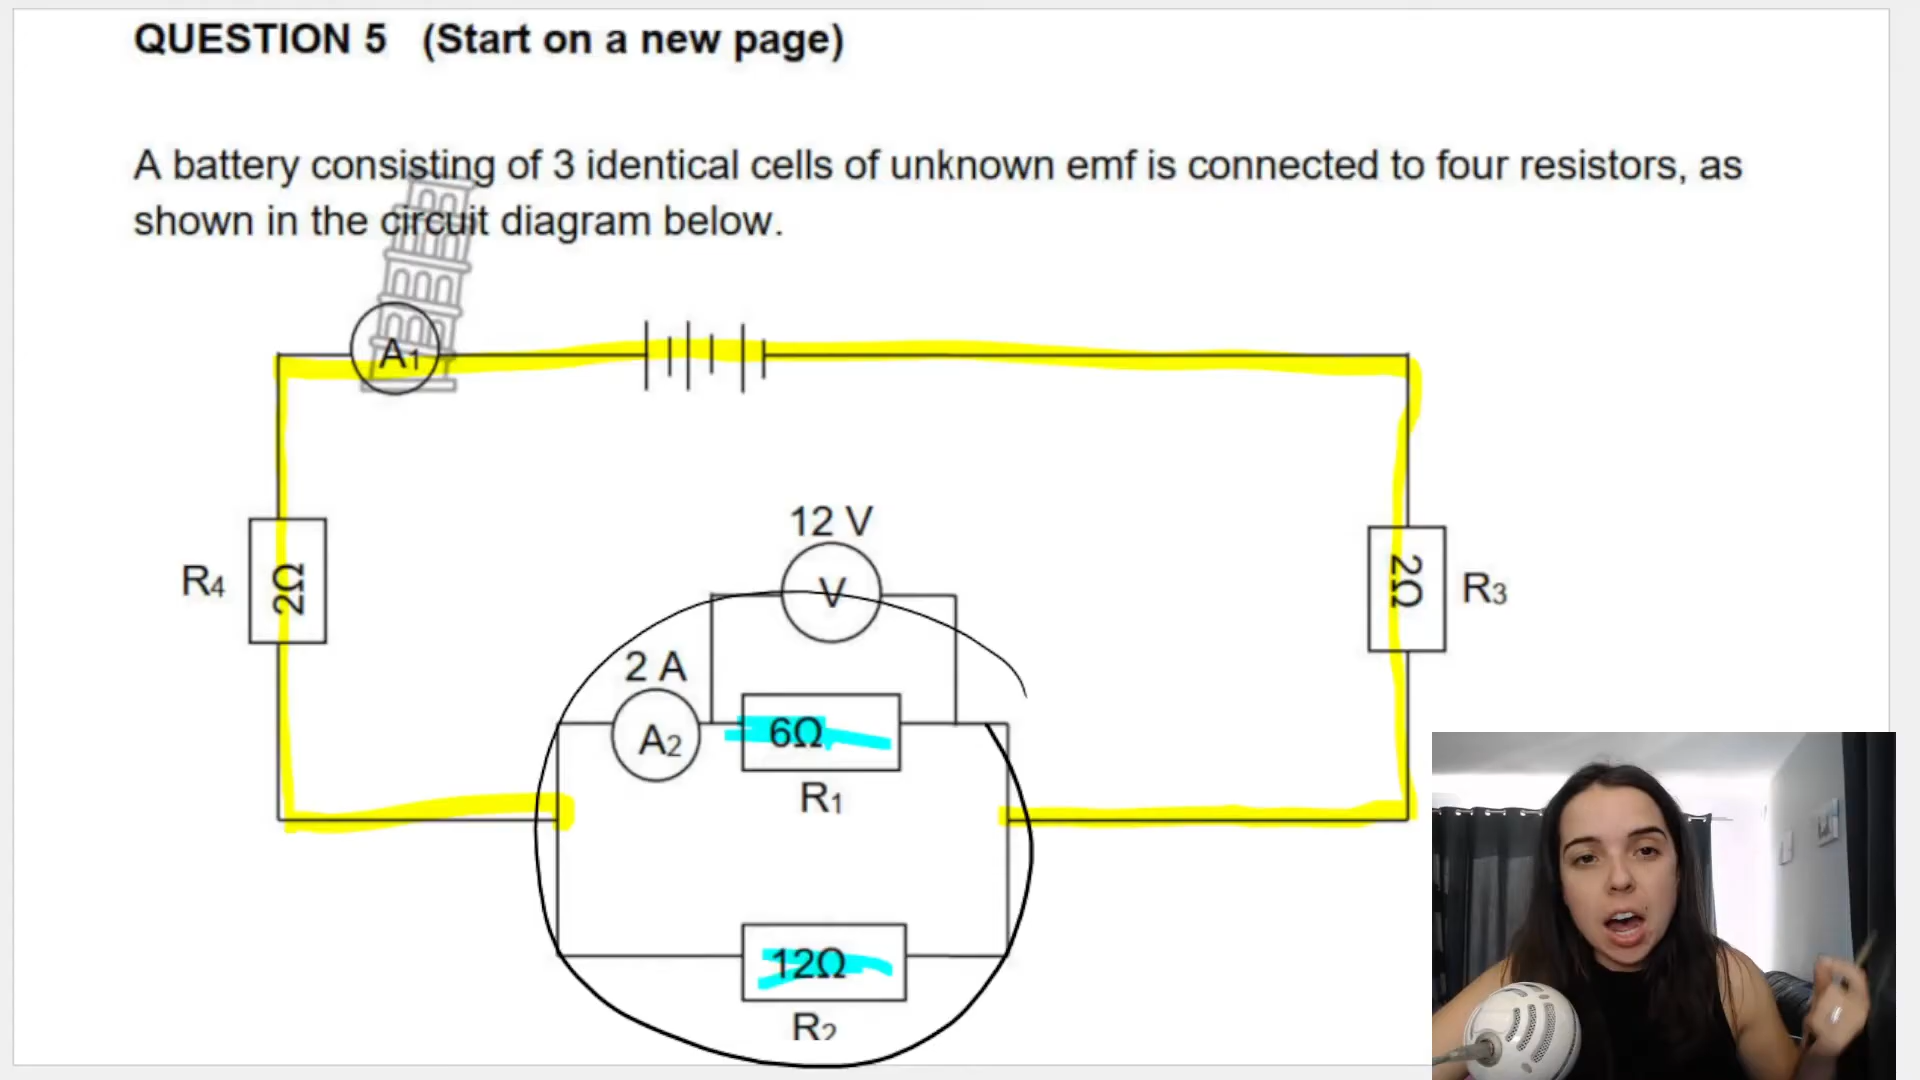 QUESTION 5 (Start on a new page)
A battery consisting of 3 identical cells of unknown emf is connected to four resistors, as
shown in the circuit diagram below.
A1
12 V
V
R4
2Ω
2Ω
R3
2 A
A2
6Ω
R1
12Ω
R2